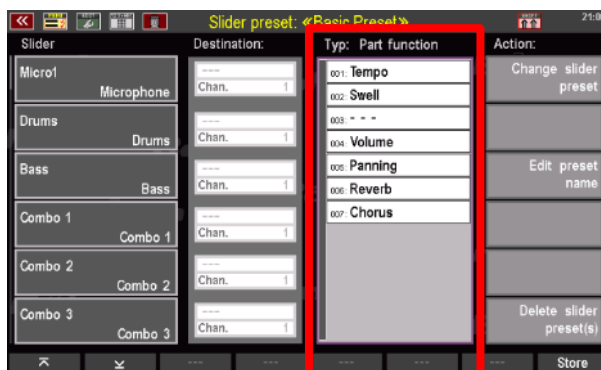 Slider preset: «Basic Preset»
21:0
Slider
Destination:
Typ: Part function
Action:
Micro1
Microphone
---
Chan. 1
Drums
Drums
---
Chan. 1
Bass
Bass
---
Chan. 1
Combo 1
Combo 1
---
Chan. 1
Combo 2
Combo 2
---
Chan. 1
Combo 3
Combo 3
---
Chan. 1
001: Tempo
002: Swell
003: - - -
004: Volume
005: Panning
006: Reverb
007: Chorus
Change slider
preset
Edit preset
name
Delete slider
preset(s)
--- --- --- --- --- Store